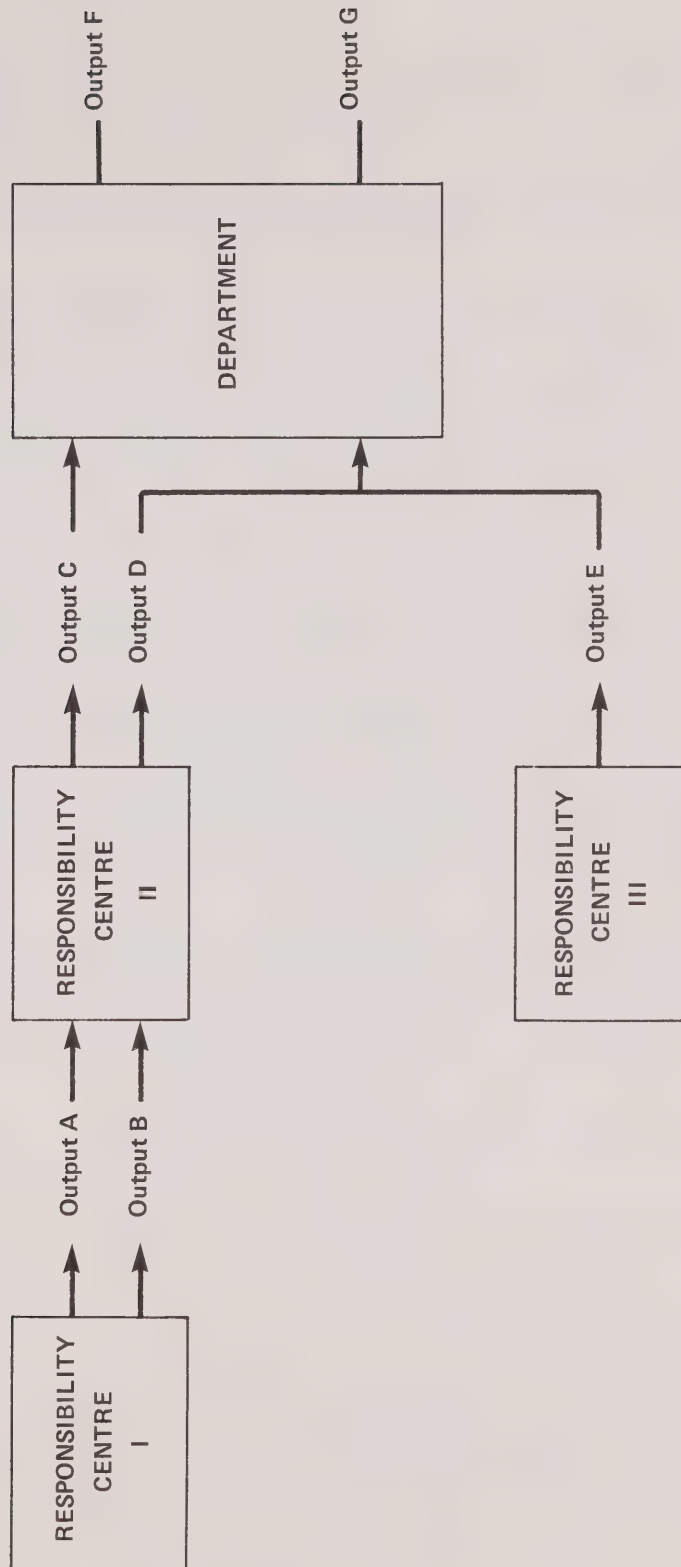 RESPONSIBILITY
CENTRE
I
Output A
Output B
RESPONSIBILITY
CENTRE
II
Output C
Output D
RESPONSIBILITY
CENTRE
III
Output E
DEPARTMENT
Output F
Output G